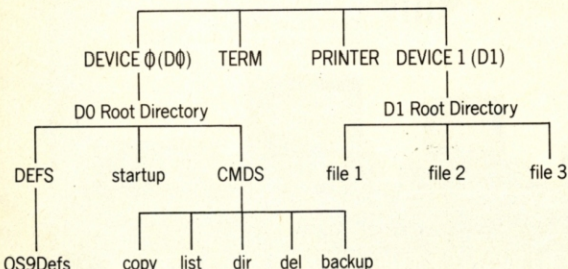 DEVICE ϕ(Dϕ) TERM PRINTER DEVICE 1 (D1)
D0 Root Directory D1 Root Directory
DEFS startup CMDS file 1 file 2 file 3
OS9Defs copy list dir del backup